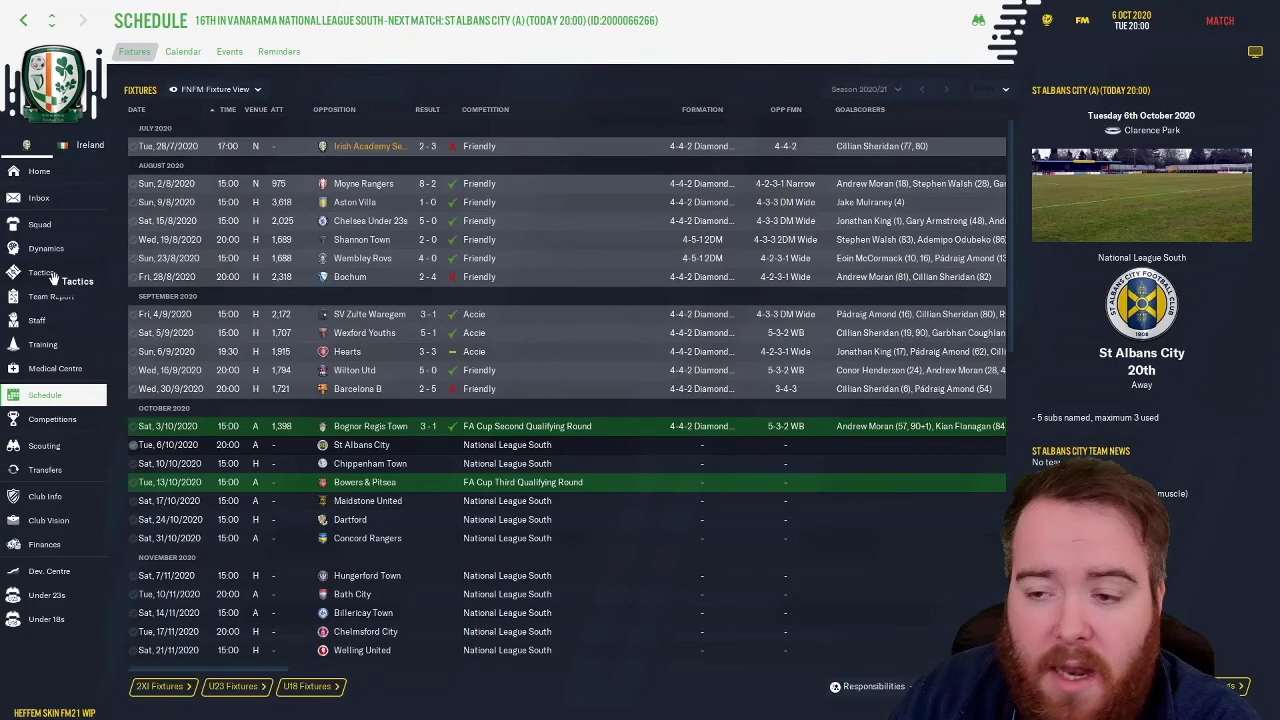 SCHEDULE 16TH IN VANARAMA NATIONAL LEAGUE SOUTH - NEXT MATCH: ST ALBANS CITY (A) (TODAY 20:00) (ID:2000066266)
FM 6 OCT 2020 TUE 20:00 MATCH
Fixtures Calendar Events Reminders
Ireland
Home
Inbox
Squad
Dynamics
Tactics
Tactics
Team Report
Staff
Training
Medical Centre
Schedule
Competitions
Scouting
Transfers
Club Info
Club Vision
Finances
Dev. Centre
Under 23s
Under 18s
HEFFEM SKIN FM21 WIP
FIXTURES FNFM Fixture View Season 2020/21
DATE TIME VENUE ATT OPPOSITION RESULT COMPETITION FORMATION OPP FMN GOALSCORERS
JULY 2020
Tue, 28/7/2020 17:00 N - Irish Academy Se... 2 - 3 Friendly 4-4-2 Diamond... 4-4-2 Cillian Sheridan (77, 80)
AUGUST 2020
Sun, 2/8/2020 15:00 N 975 Moyne Rangers 8 - 2 Friendly 4-4-2 Diamond... 4-2-3-1 Narrow Andrew Moran (18), Stephen Walsh (28), Gar
Sun, 9/8/2020 15:00 H 3,618 Aston Villa 1 - 0 Friendly 4-4-2 Diamond... 4-3-3 DM Wide Jake Mulraney (4)
Sat, 15/8/2020 15:00 H 2,025 Chelsea Under 23s 5 - 0 Friendly 4-4-2 Diamond... 4-2-3-1 Wide Jonathan King (1), Gary Armstrong (48), And
Wed, 19/8/2020 20:00 H 1,689 Shannon Town 2 - 0 Friendly 4-5-1 2DM 4-3-3 2DM Wide Stephen Walsh (83), Ademipo Odubeko (86
Sun, 23/8/2020 15:00 H 1,688 Wembley Rovs 4 - 0 Friendly 4-5-1 2DM 4-2-3-1 Wide Eoin McCormack (10, 16), Pádraig Amond (13
Fri, 28/8/2020 20:00 H 2,318 Bochum 2 - 4 Friendly 4-4-2 Diamond... 4-2-3-1 Wide Andrew Moran (81), Cillian Sheridan (82)
SEPTEMBER 2020
Fri, 4/9/2020 15:00 H 2,172 SV Zulte Waregem 3 - 1 Accie 4-4-2 Diamond... 4-3-3 DM Wide Pádraig Amond (16), Cillian Sheridan (80), R
Sat, 5/9/2020 15:00 H 1,707 Wexford Youths 5 - 1 Accie 4-4-2 Diamond... 5-3-2 WB Cillian Sheridan (19, 90), Garbhan Coughlan
Sun, 6/9/2020 19:30 H 1,915 Hearts 3 - 3 Accie 4-4-2 Diamond... 4-2-3-1 Wide Jonathan King (17), Pádraig Amond (62), Cil
Wed, 16/9/2020 20:00 H 1,794 Wilton Utd 5 - 0 Friendly 4-4-2 Diamond... 5-3-2 WB Conor Henderson (24), Andrew Moran (28, 4
Wed, 30/9/2020 20:00 H 1,721 Barcelona B 2 - 5 Friendly 4-4-2 Diamond... 3-4-3 Cillian Sheridan (6), Pádraig Amond (54)
OCTOBER 2020
Sat, 3/10/2020 15:00 A 1,398 Bognor Regis Town 3 - 1 FA Cup Second Qualifying Round 4-4-2 Diamond... 5-3-2 WB Andrew Moran (57, 90+1), Kian Flanagan (84,
Tue, 6/10/2020 20:00 A - St Albans City National League South - -
Sat, 10/10/2020 15:00 H - Chippenham Town National League South - -
Tue, 13/10/2020 15:00 A - Bowers & Pitsea FA Cup Third Qualifying Round - -
Sat, 17/10/2020 15:00 A - Maidstone United National League South - -
Sat, 24/10/2020 15:00 H - Dartford National League South - -
Sat, 31/10/2020 15:00 A - Concord Rangers National League South - -
NOVEMBER 2020
Sat, 7/11/2020 15:00 H - Hungerford Town National League South - -
Tue, 10/11/2020 20:00 A - Bath City National League South - -
Sat, 14/11/2020 15:00 A - Billericay Town National League South - -
Tue, 17/11/2020 20:00 H - Chelmsford City National League South - -
Sat, 21/11/2020 15:00 H - Welling United National League South - -
2XI Fixtures U23 Fixtures U18 Fixtures Responsibilities
ST ALBANS CITY (A) (TODAY 20:00)
Tuesday 6th October 2020
Clarence Park
National League South
ST ALBANS CITY FOOTBALL CLUB
1908
St Albans City
20th
Away
- 5 subs named, maximum 3 used
ST ALBANS CITY TEAM NEWS
No
muscle)